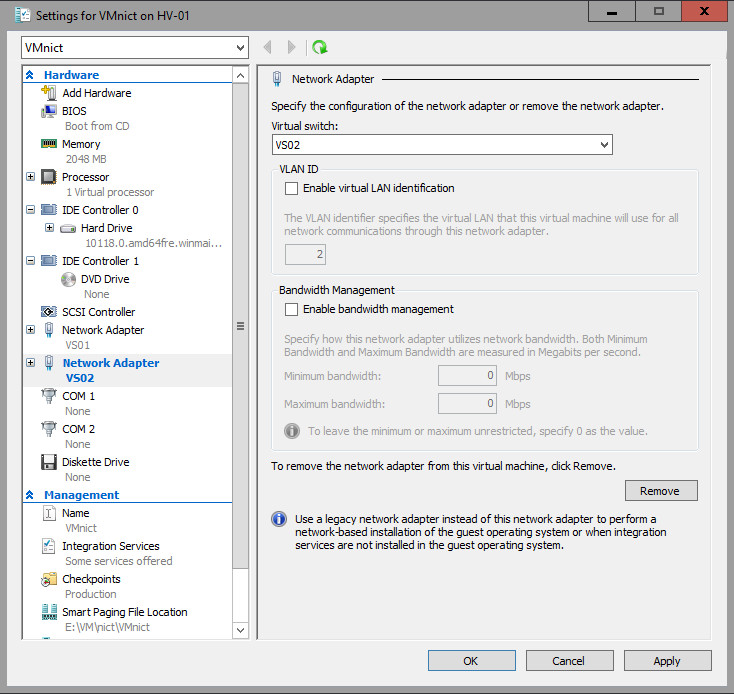 Settings for VMnict on HV-01
VMnict
Hardware
Add Hardware
BIOS
Boot from CD
Memory
2048 MB
Processor
1 Virtual processor
IDE Controller 0
Hard Drive
10118.0.amd64fre.winmai...
IDE Controller 1
DVD Drive
None
SCSI Controller
Network Adapter
VS01
Network Adapter
VS02
COM 1
None
COM 2
None
Diskette Drive
None
Management
Name
VMnict
Integration Services
Some services offered
Checkpoints
Production
Smart Paging File Location
E:\VM\nict\VMnict
Network Adapter
Specify the configuration of the network adapter or remove the network adapter.
Virtual switch:
VS02
VLAN ID
Enable virtual LAN identification
The VLAN identifier specifies the virtual LAN that this virtual machine will use for all
network communications through this network adapter.
2
Bandwidth Management
Enable bandwidth management
Specify how this network adapter utilizes network bandwidth. Both Minimum
Bandwidth and Maximum Bandwidth are measured in Megabits per second.
Minimum bandwidth: 0 Mbps
Maximum bandwidth: 0 Mbps
To leave the minimum or maximum unrestricted, specify 0 as the value.
To remove the network adapter from this virtual machine, click Remove.
Remove
Use a legacy network adapter instead of this network adapter to perform a
network-based installation of the guest operating system or when integration
services are not installed in the guest operating system.
OK Cancel Apply